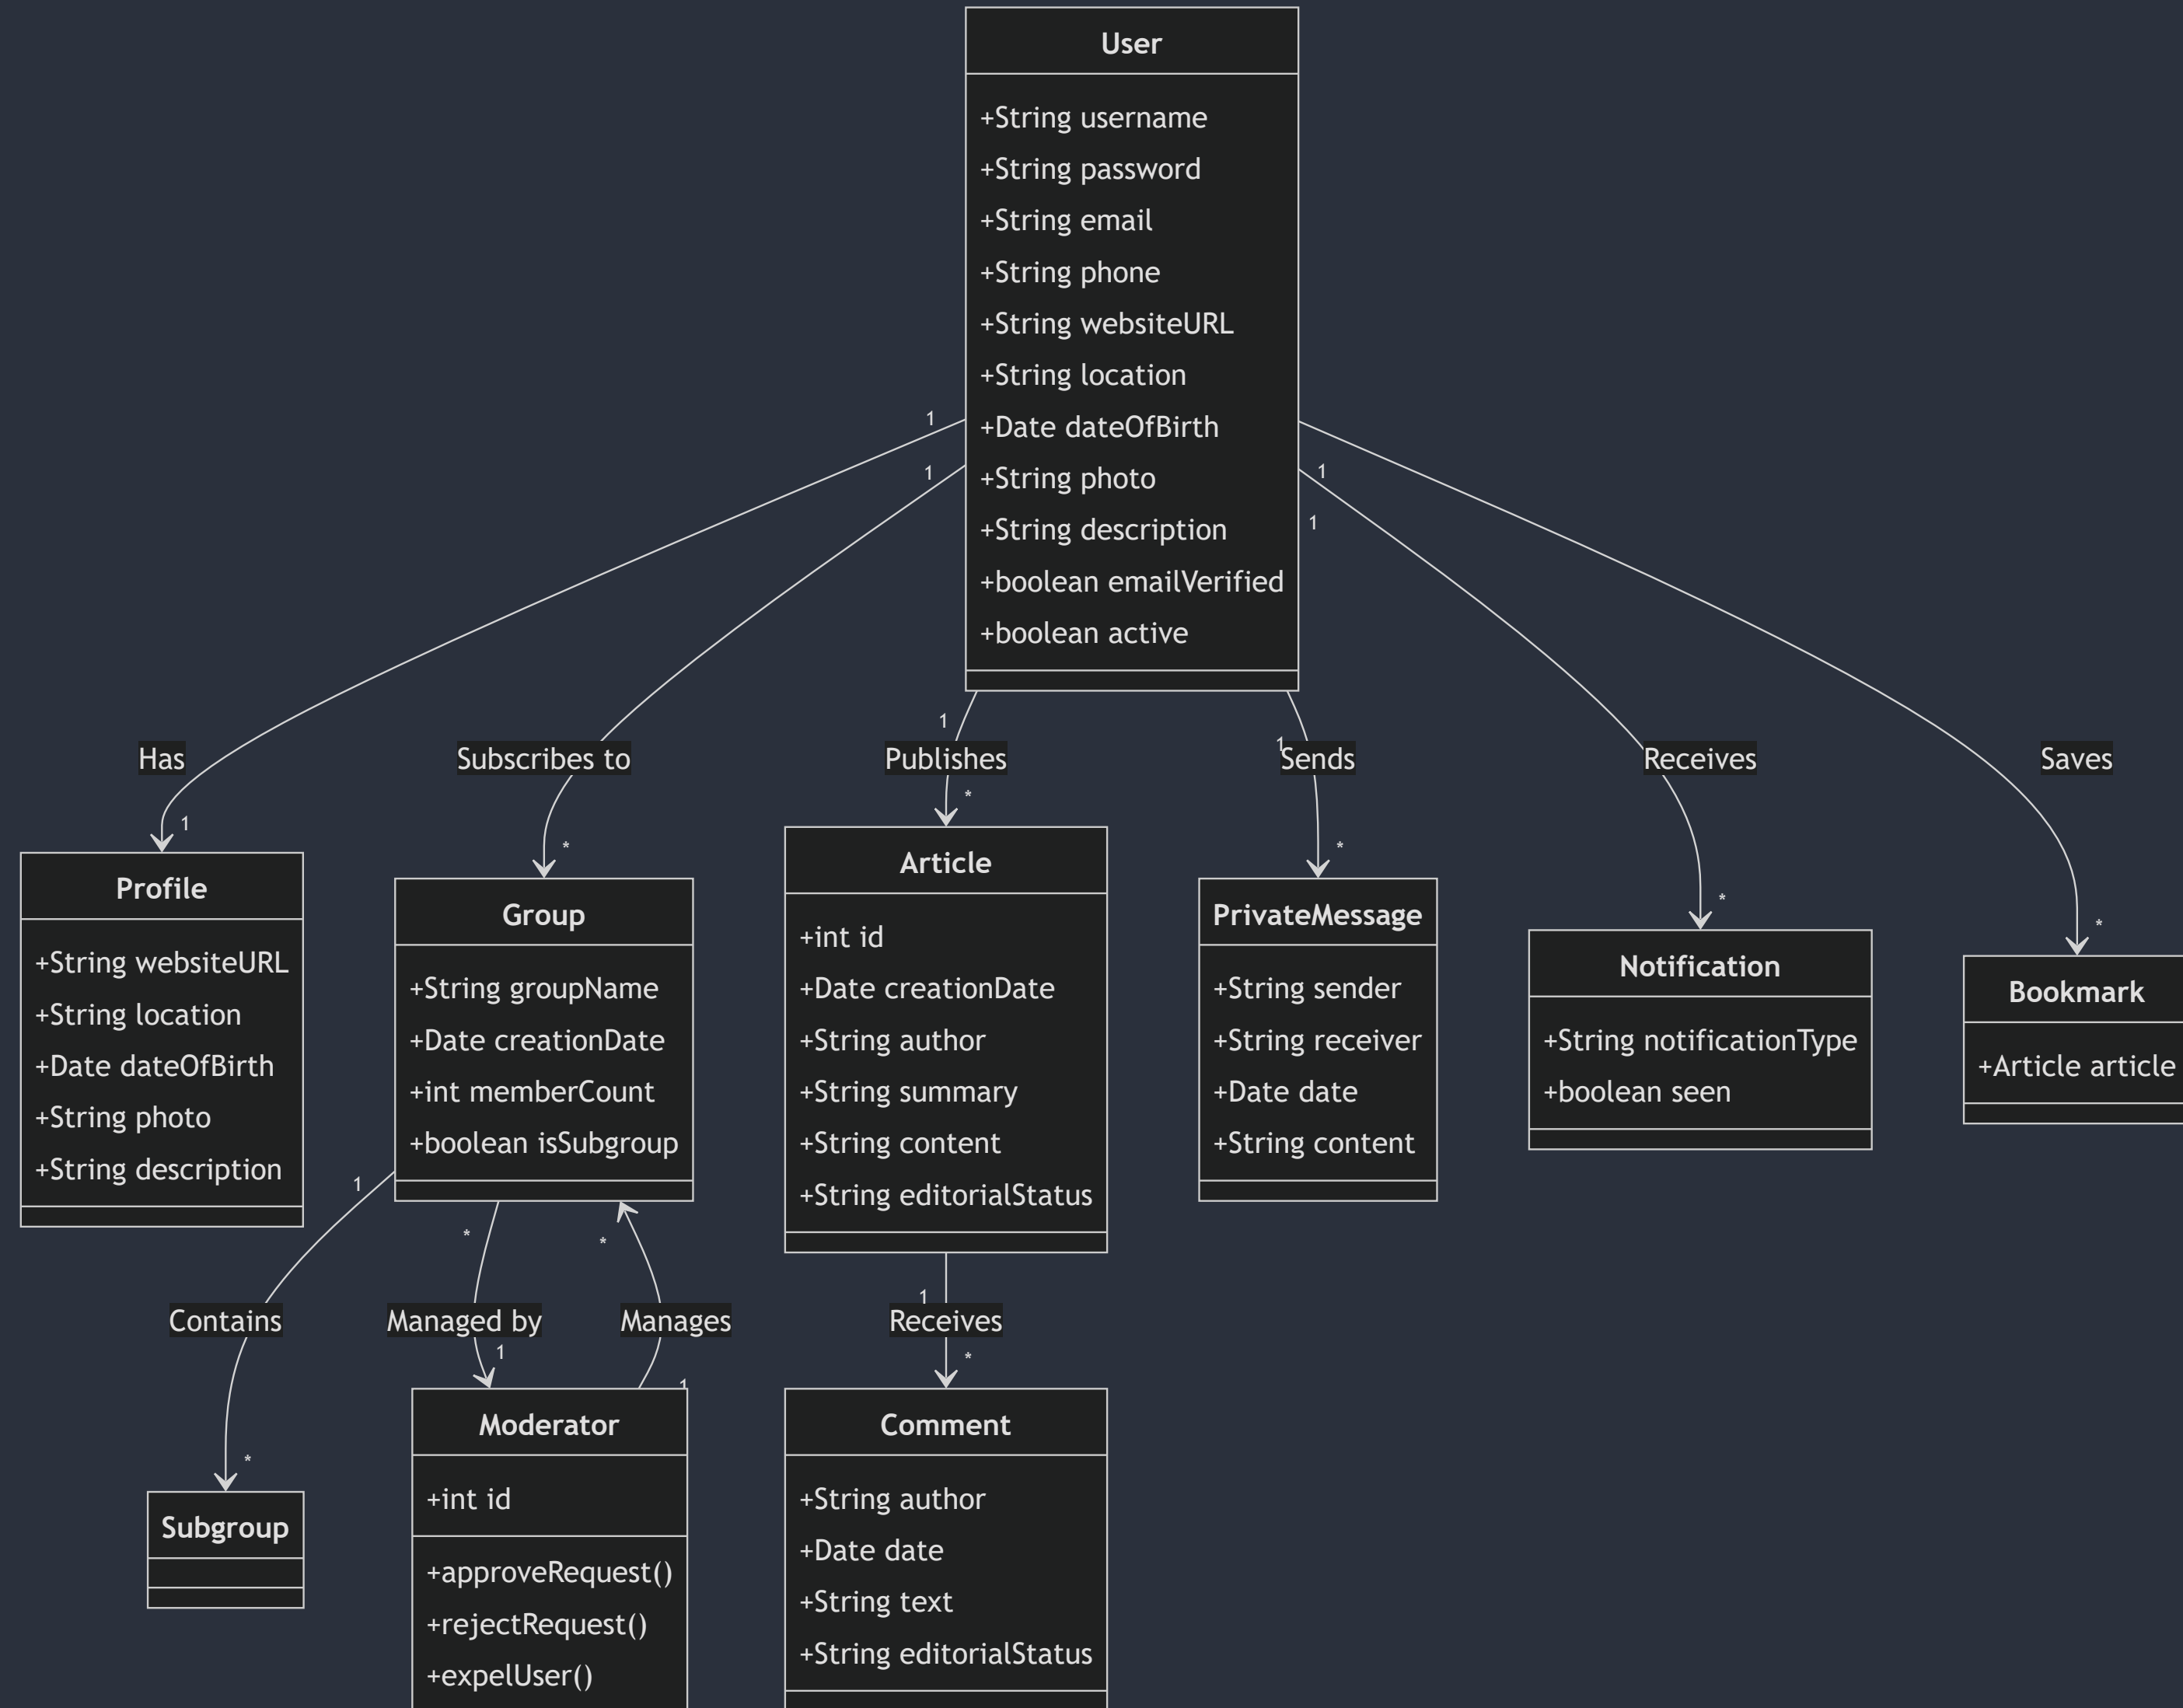 User
+String username
+String password
+String email
+String phone
+String websiteURL
+String location
+Date dateOfBirth
+String photo
+String description
+boolean emailVerified
+boolean active
1
1
1
1
1
1
Has
Subscribes to
Publishes
Sends
Receives
Saves
1
*
*
*
*
*
Profile
+String websiteURL
+String location
+Date dateOfBirth
+String photo
+String description
Group
+String groupName
+Date creationDate
+int memberCount
+boolean isSubgroup
Article
+int id
+Date creationDate
+String author
+String summary
+String content
+String editorialStatus
PrivateMessage
+String sender
+String receiver
+Date date
+String content
Notification
+String notificationType
+boolean seen
Bookmark
+Article article
1
*
*
1
Contains
Managed by
Manages
Receives
*
1
1
*
Subgroup
Moderator
+int id
+approveRequest()
+rejectRequest()
+expelUser()
Comment
+String author
+Date date
+String text
+String editorialStatus